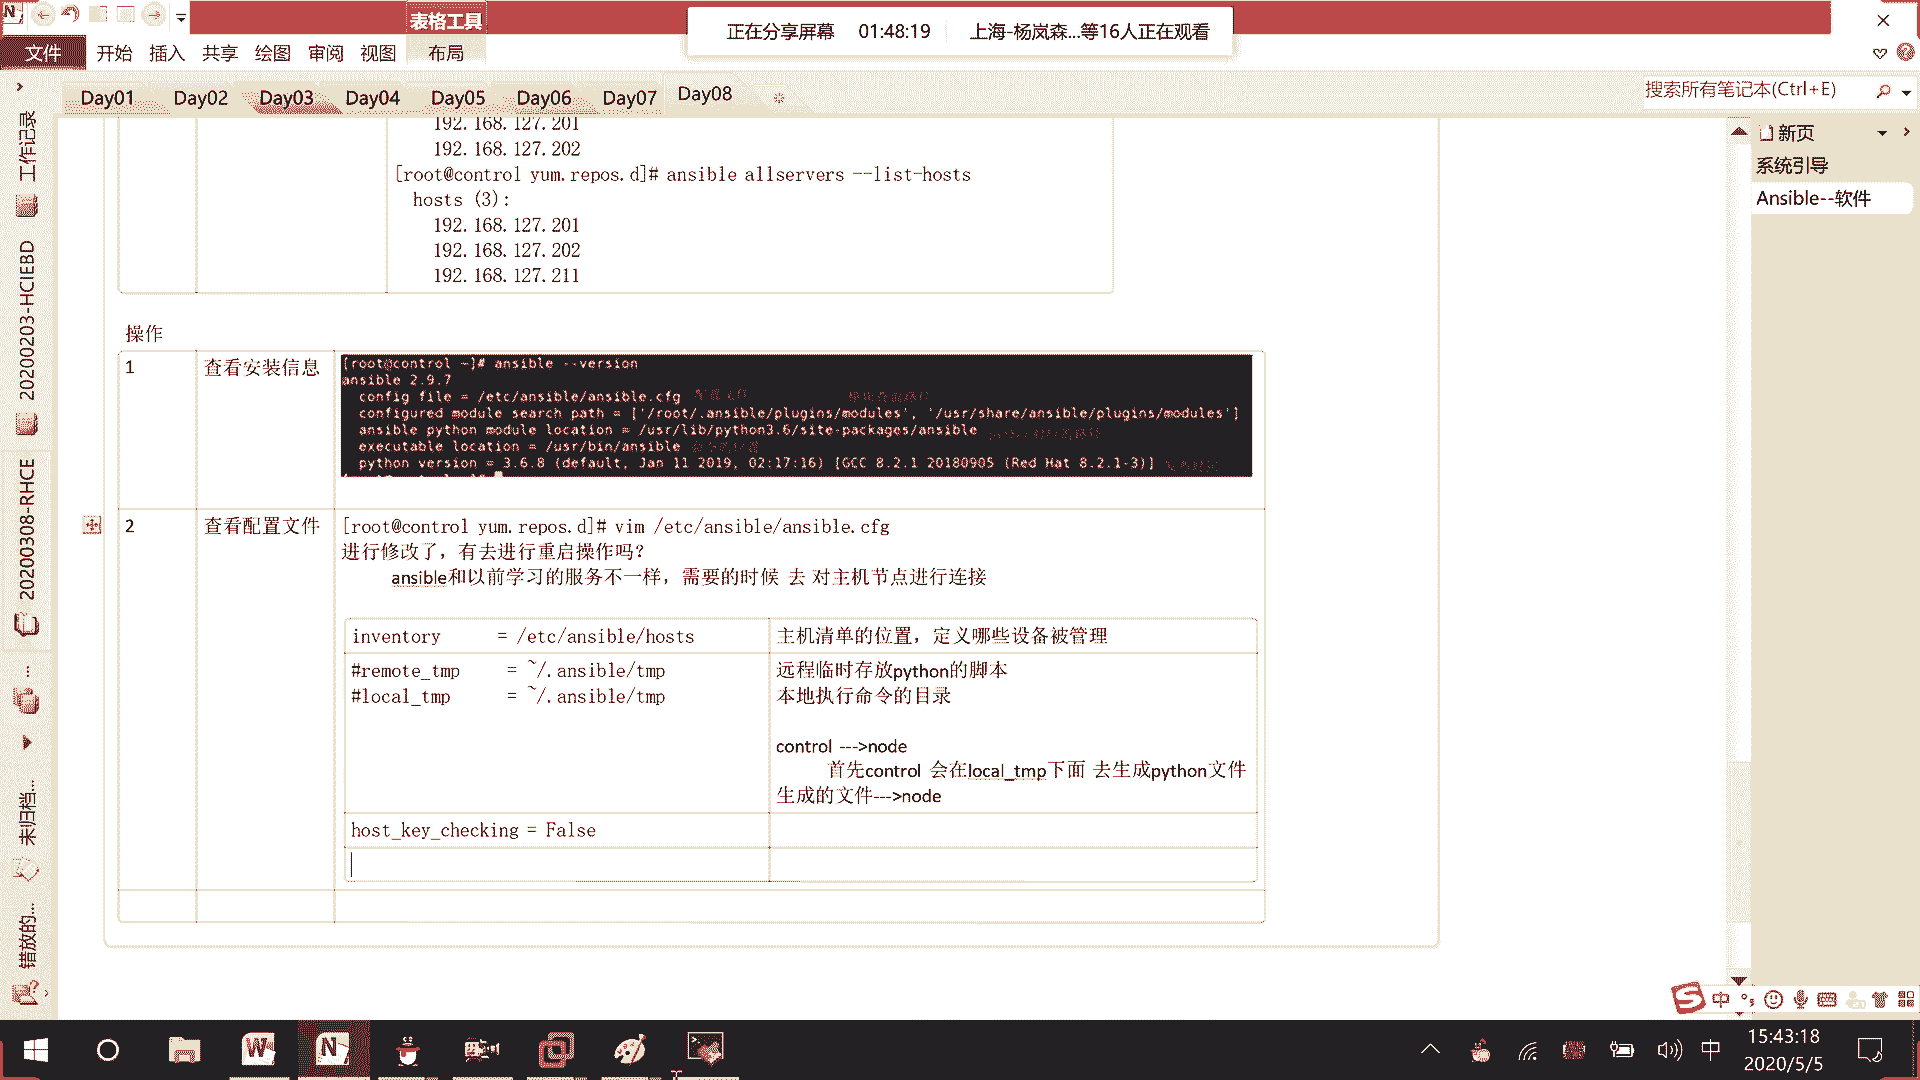 表格工具
正在分享屏幕 01:48:19 上海-杨岚森...等16人正在观看
文件 开始 插入 共享 绘图 审阅 视图 布局
Day01 Day02 Day03 Day04 Day05 Day06 Day07 Day08
搜索所有笔记本(Ctrl+E)
工作记录
20200203-HCIEBD
20200308-RHCE
...
未归档...
错放的...
新页
系统引导
Ansible--软件
192.168.127.201
192.168.127.202
[root@control yum.repos.d]# ansible allservers --list-hosts
hosts (3):
192.168.127.201
192.168.127.202
192.168.127.211
操作
1 查看安装信息
[root@control ~]# ansible --version
ansible 2.9.7
config file = /etc/ansible/ansible.cfg
configured module search path = ['/root/.ansible/plugins/modules', '/usr/share/ansible/plugins/modules']
ansible python module location = /usr/lib/python3.6/site-packages/ansible
executable location = /usr/bin/ansible
python version = 3.6.8 (default, Jan 11 2019, 02:17:16) [GCC 8.2.1 20180905 (Red Hat 8.2.1-3)]
2 查看配置文件
[root@control yum.repos.d]# vim /etc/ansible/ansible.cfg
进行修改了，有去进行重启操作吗？
ansible和以前学习的服务不一样，需要的时候 去 对主机节点进行连接
inventory = /etc/ansible/hosts 主机清单的位置，定义哪些设备被管理
#remote_tmp = ~/.ansible/tmp 远程临时存放python的脚本
#local_tmp = ~/.ansible/tmp 本地执行命令的目录
control --->node
首先control 会在local_tmp下面 去生成python文件
生成的文件--->node
host_key_checking = False
中
中
15:43:18
2020/5/5